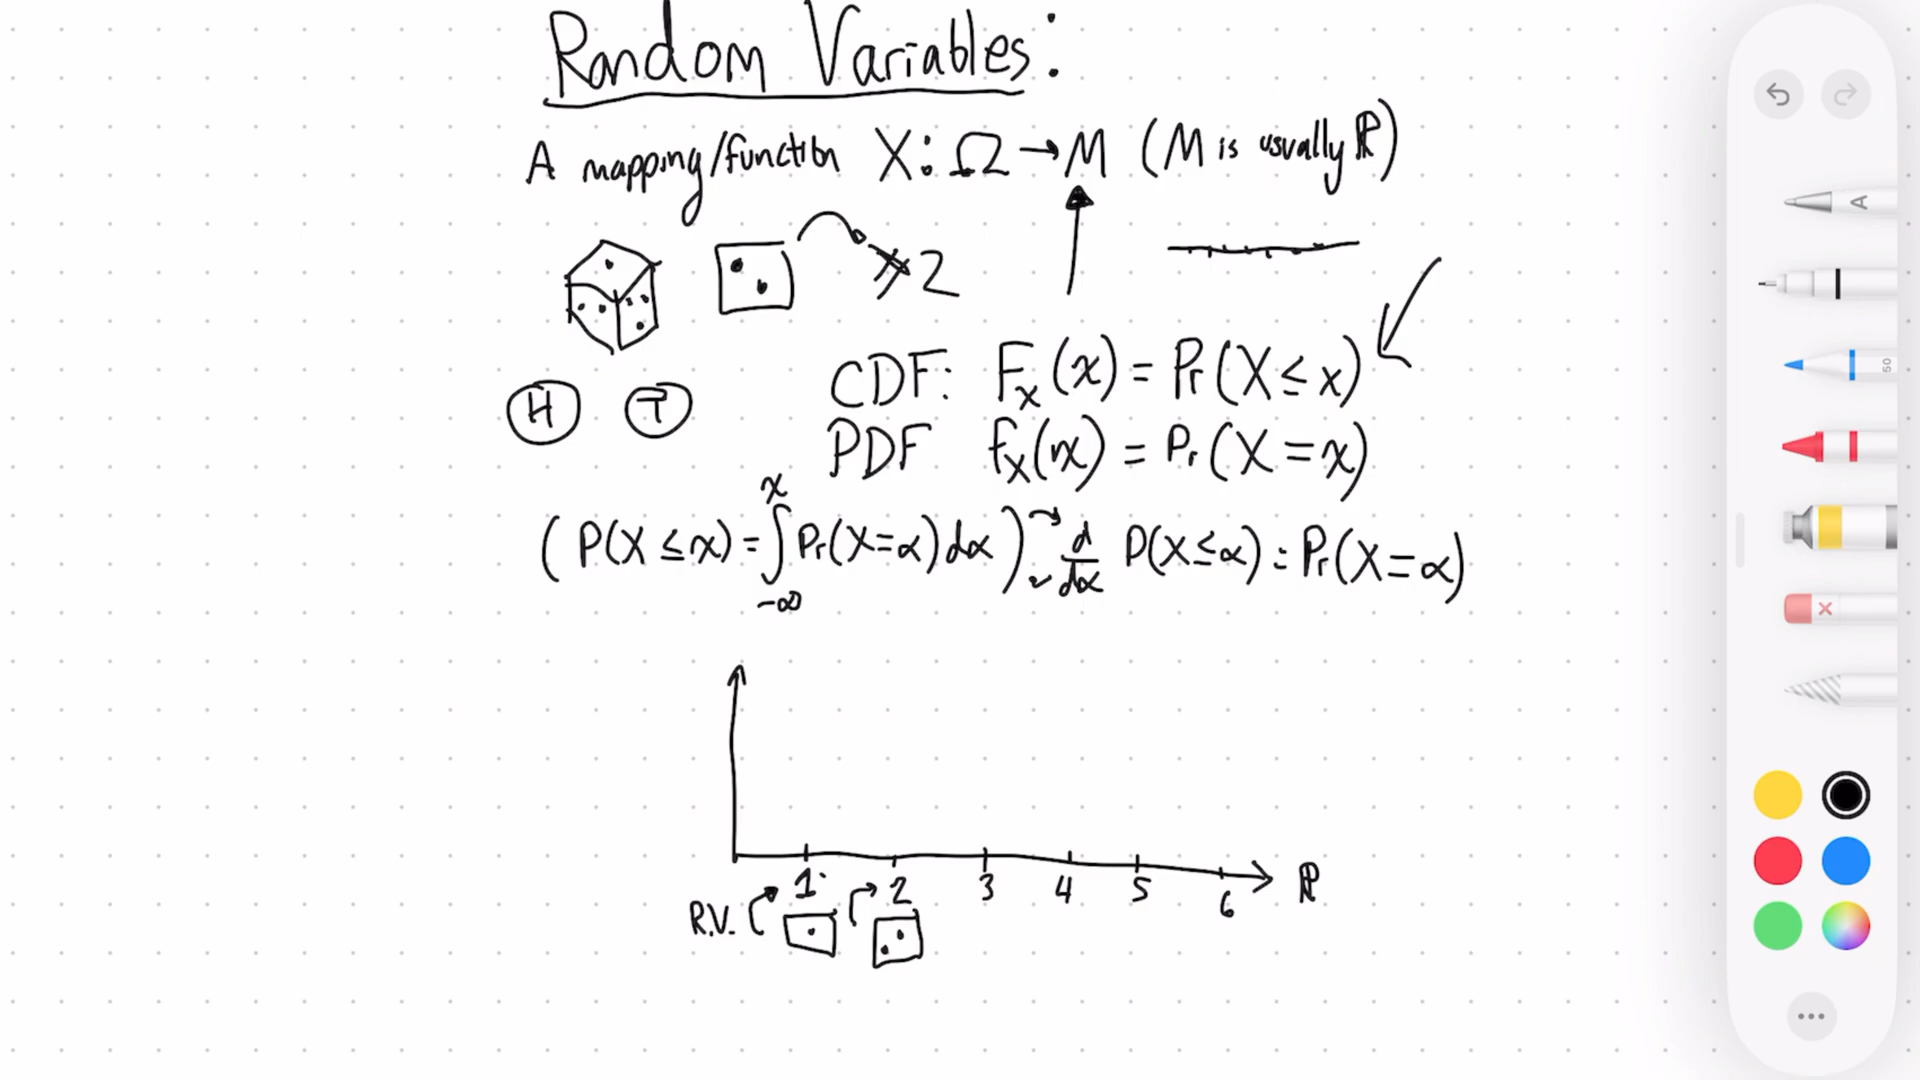 Random Variables:
A mapping/function X: Ω → M (M is usually ℝ)
2
CDF: F_X(x) = Pr(X ≤ x)
H T
PDF f_X(x) = Pr(X = x)
(P(X ≤ x) = ∫_{-∞}^{x} Pr(X = α) dα) d/dα P(X ≤ α) = Pr(X = α)
1 2 3 4 5 6 ℝ
R.V.
A
50